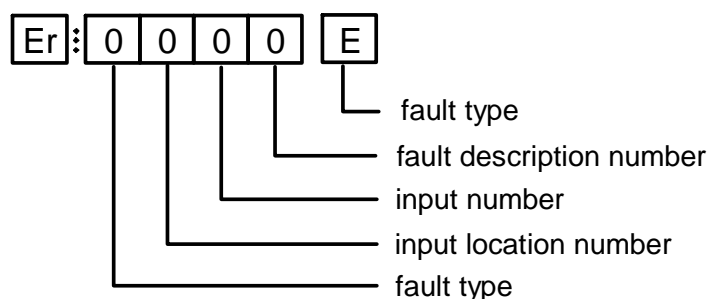 Er: 0 0 0 0 E
fault type
fault description number
input number
input location number
fault type